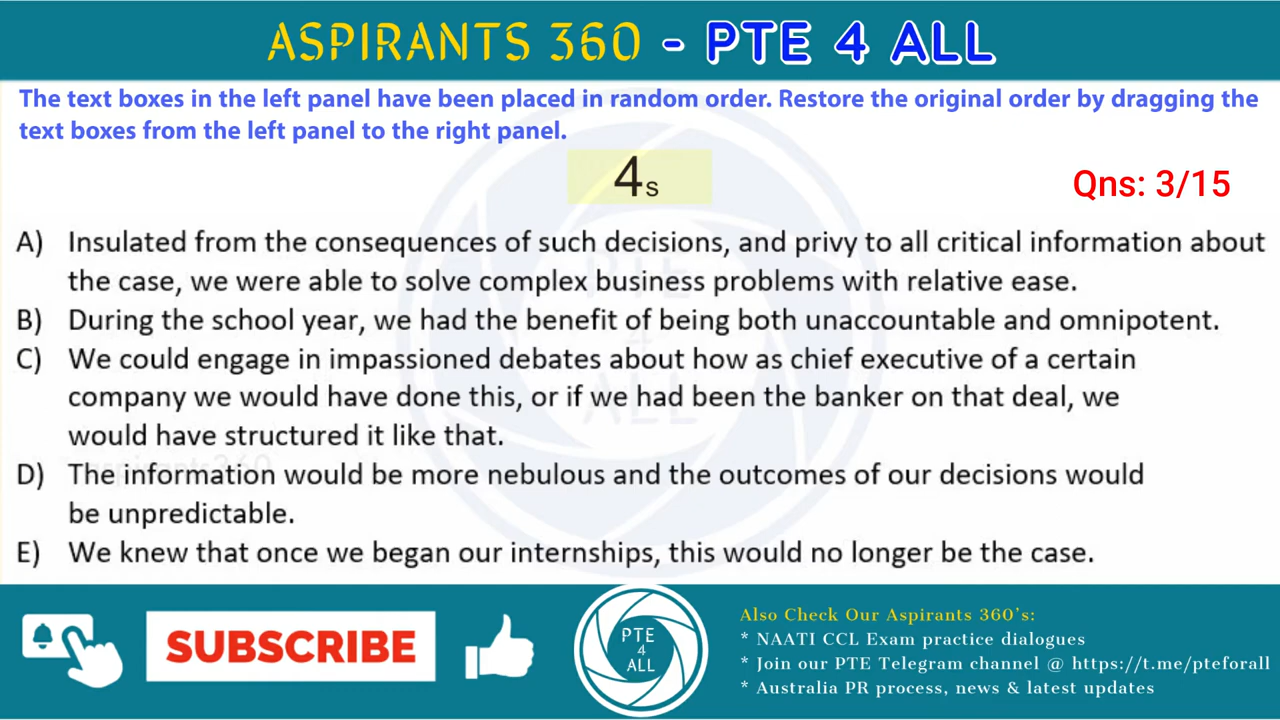 ASPIRANTS 360 - PTE 4 ALL
The text boxes in the left panel have been placed in random order. Restore the original order by dragging the
text boxes from the left panel to the right panel.
4s
Qns: 3/15
A) Insulated from the consequences of such decisions, and privy to all critical information about
the case, we were able to solve complex business problems with relative ease.
B) During the school year, we had the benefit of being both unaccountable and omnipotent.
C) We could engage in impassioned debates about how as chief executive of a certain
company we would have done this, or if we had been the banker on that deal, we
would have structured it like that.
D) The information would be more nebulous and the outcomes of our decisions would
be unpredictable.
E) We knew that once we began our internships, this would no longer be the case.
PTE
4
ALL
aspirants360
SUBSCRIBE
PTE
4
ALL
Also Check Our Aspirants 360's:
* NAATI CCL Exam practice dialogues
* Join our PTE Telegram channel @ https://t.me/pteforall
* Australia PR process, news & latest updates